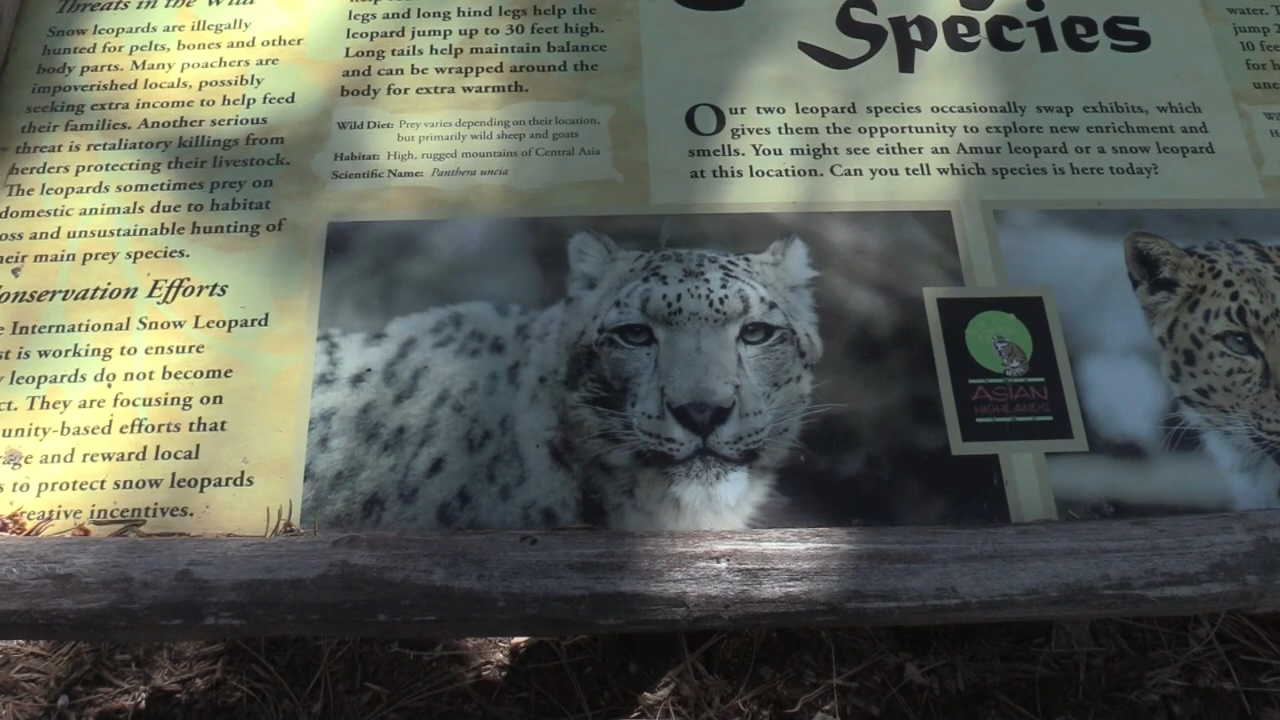 Threats in the Wild
Snow leopards are illegally
hunted for pelts, bones and other
body parts. Many poachers are
impoverished locals, possibly
seeking extra income to help feed
their families. Another serious
threat is retaliatory killings from
herders protecting their livestock.
The leopards sometimes prey on
domestic animals due to habitat
oss and unsustainable hunting of
heir main prey species.
onservation Efforts
e International Snow Leopard
st is working to ensure
leopards do not become
ct. They are focusing on
unity-based efforts that
age and reward local
s to protect snow leopards
reative incentives.
legs and long hind legs help the
leopard jump up to 30 feet high.
Long tails help maintain balance
and can be wrapped around the
body for extra warmth.
Wild Diet: Prey varies depending on their location,
but primarily wild sheep and goats
Habitat: High, rugged mountains of Central Asia
Scientific Name: Panthera uncia
Species
Our two leopard species occasionally swap exhibits, which
gives them the opportunity to explore new enrichment and
smells. You might see either an Amur leopard or a snow leopard
at this location. Can you tell which species is here today?
ASIAN
HIGHLANDS
water. T
jump 2
10 fee
for h
une